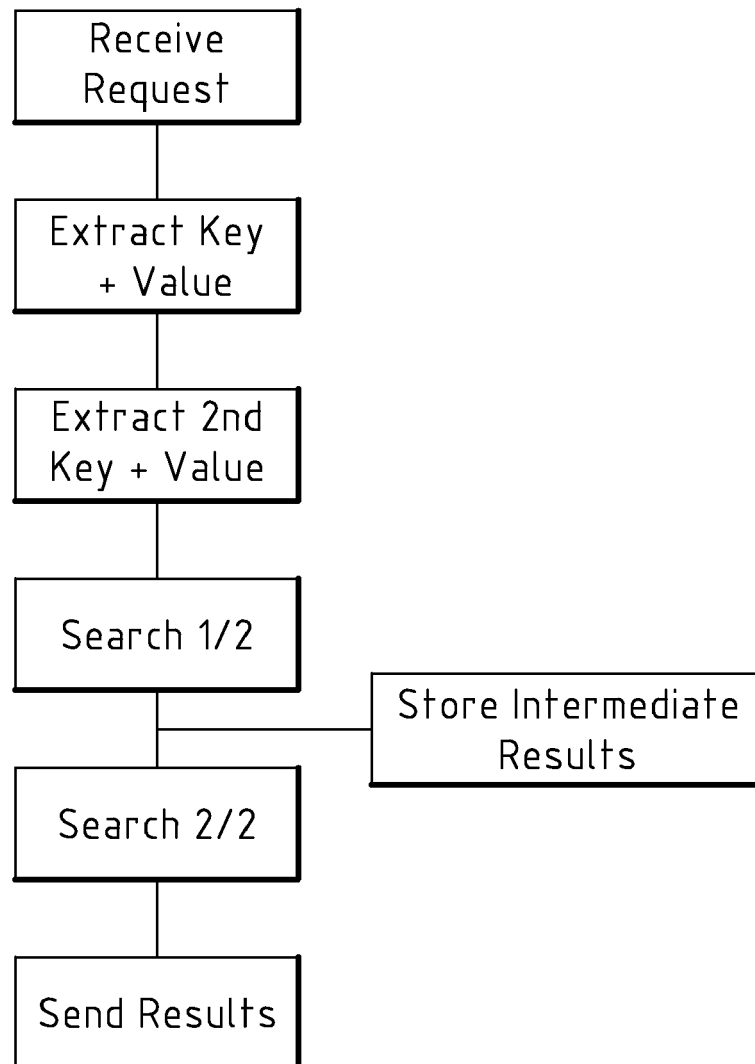 Receive
Request
Extract Key
+ Value
Extract 2nd
Key + Value
Search 1/2
Store Intermediate
Results
Search 2/2
Send Results